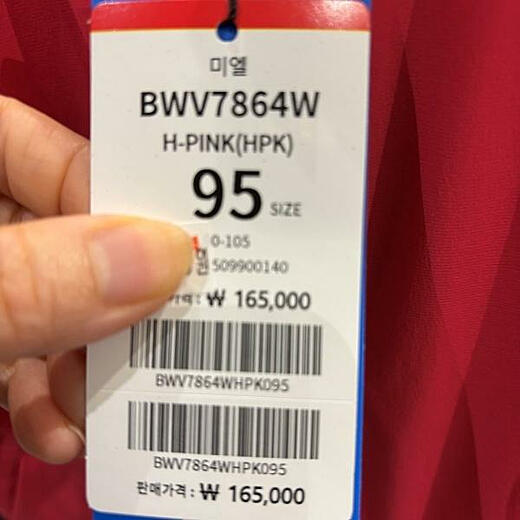 미엘
BWV7864W
H-PINK(HPK)
95 SIZE
0-105
509900140
₩ 165,000
BWV7864WHPK095
BWV7864WHPK095
판매가격 : ₩ 165,000